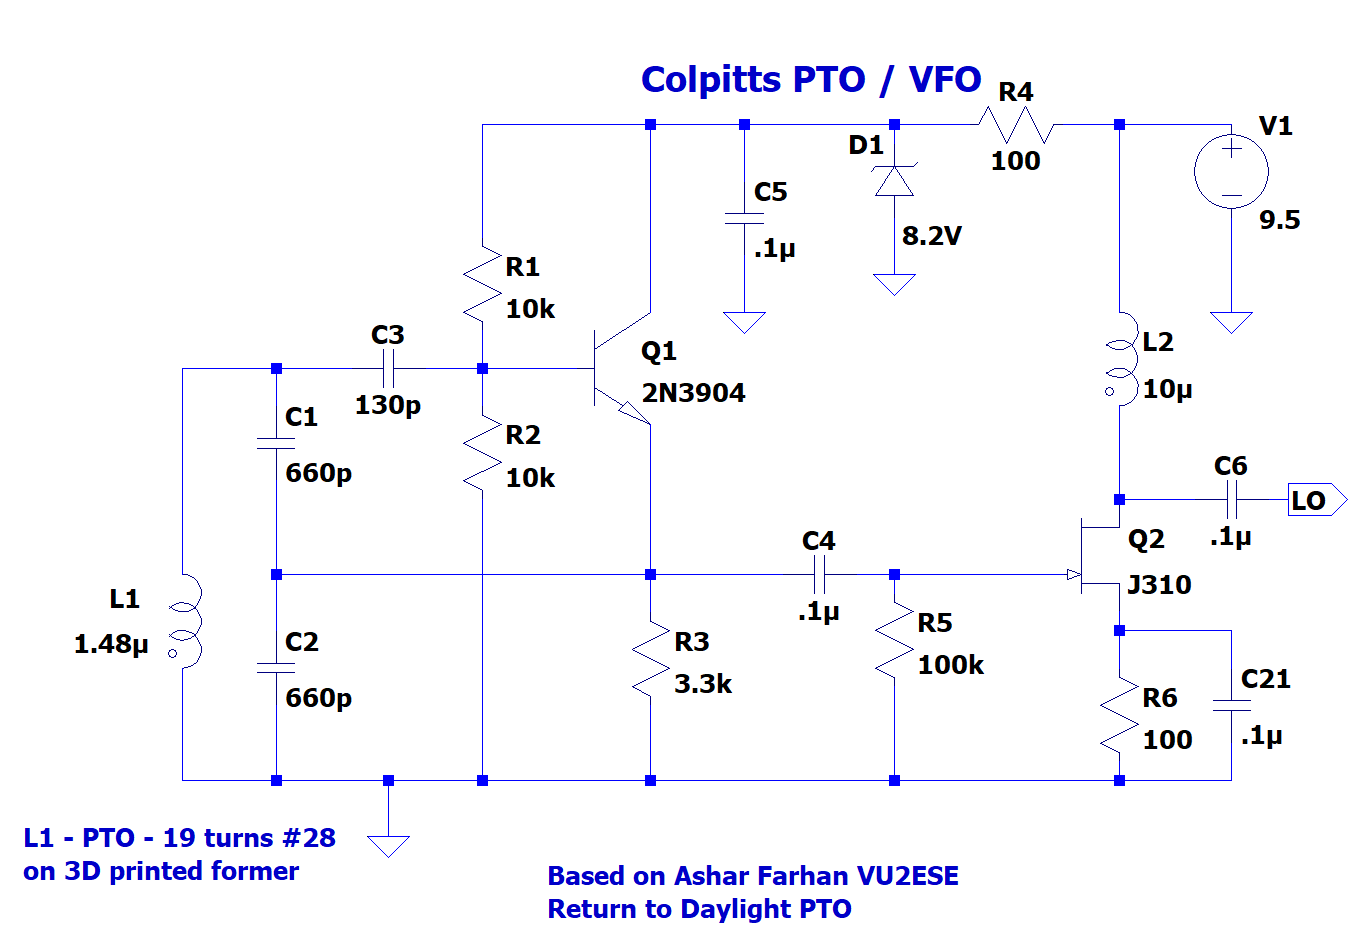 Colpitts PTO / VFO
R4
100
V1
9.5
D1
8.2V
C5
.1µ
R1
10k
C3
130p
Q1
2N3904
L2
10µ
C1
660p
R2
10k
C6
.1µ
LO
C4
.1µ
Q2
J310
L1
1.48µ
C2
660p
R3
3.3k
R5
100k
R6
100
C21
.1µ
L1 - PTO - 19 turns #28
on 3D printed former
Based on Ashar Farhan VU2ESE
Return to Daylight PTO